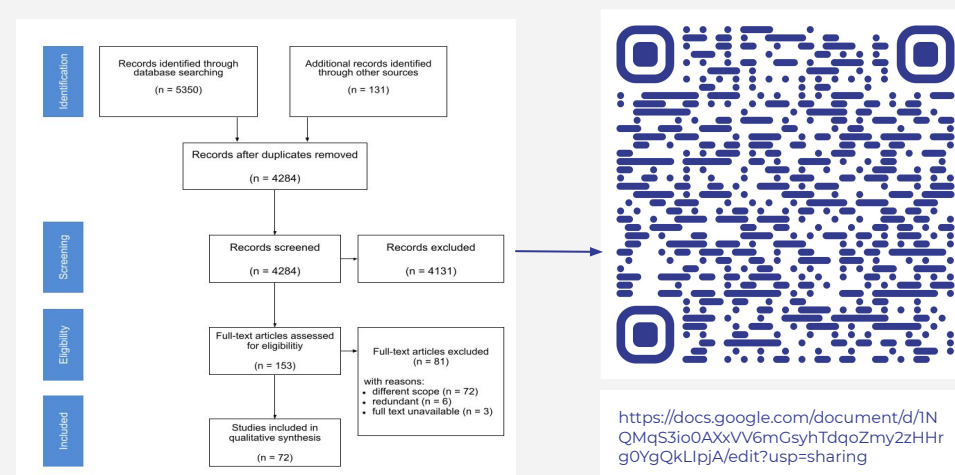 Identification
Records identified through
database searching
(n = 5350)
Additional records identified
through other sources
(n = 131)
Records after duplicates removed
(n = 4284)
Screening
Records screened
(n = 4284)
Records excluded
(n = 4131)
Eligibility
Full-text articles assessed
for eligibilitiy
(n = 153)
Full-text articles excluded
(n = 81)
with reasons:
• different scope (n = 72)
• redundant (n = 6)
• full text unavailable (n = 3)
Included
Studies included in
qualitative synthesis
(n = 72)
https://docs.google.com/document/d/1N
QMqS3io0AXxVV6mGsyhTdqoZmy2zHHr
g0YgQkLIpjA/edit?usp=sharing